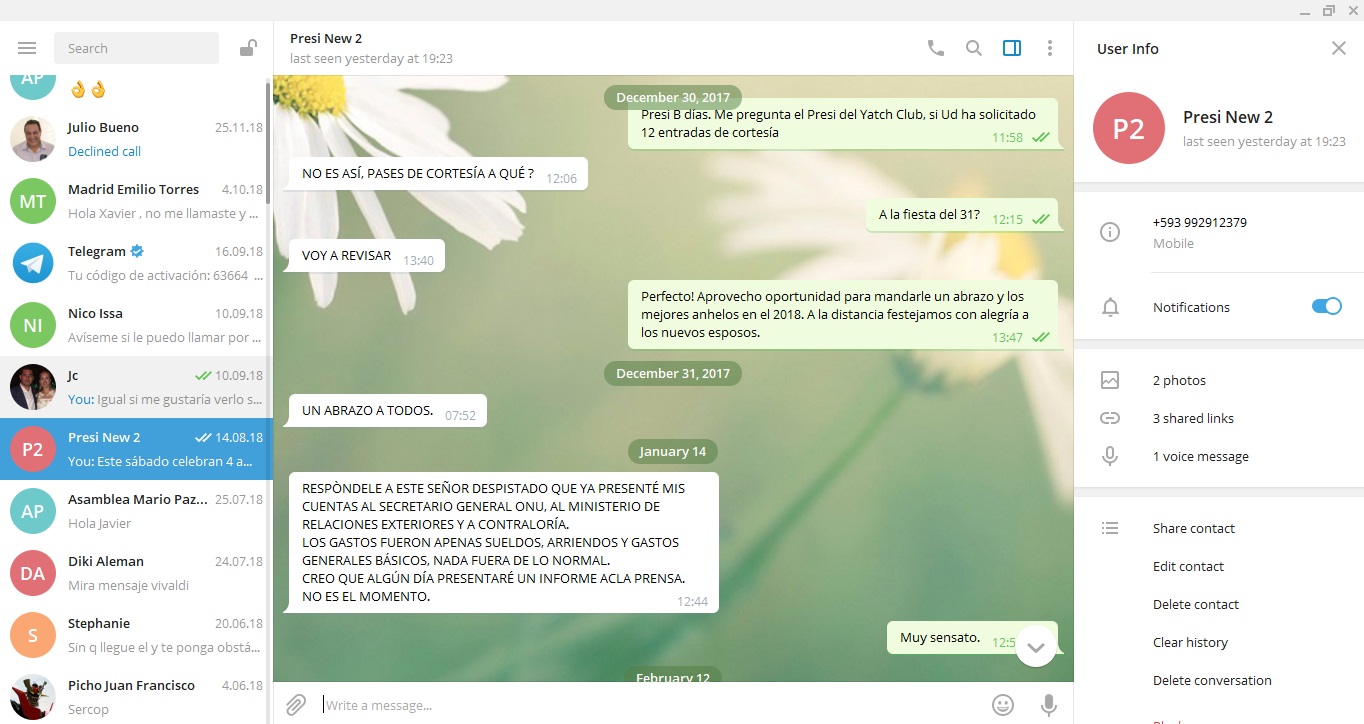 Search
AP
Julio Bueno 25.11.18
Declined call
MT
Madrid Emilio Torres 4.10.18
Hola Xavier , no me llamaste y ...
Telegram 16.09.18
Tu código de activación: 63664 ...
NI
Nico Issa 10.09.18
Avíseme si le puedo llamar por ...
Jc 10.09.18
You: Igual si me gustaría verlo s...
P2
Presi New 2 14.08.18
You: Este sábado celebran 4 a...
AP
Asamblea Mario Paz... 25.07.18
Hola Javier
DA
Diki Aleman 24.07.18
Mira mensaje vivaldi
S
Stephanie 20.06.18
Sin q llegue el y te ponga obstá...
Picho Juan Francisco 4.06.18
Sercop
Presi New 2
last seen yesterday at 19:23
December 30, 2017
Presi B días. Me pregunta el Presi del Yatch Club, si Ud ha solicitado
12 entradas de cortesía
11:58
NO ES ASÍ, PASES DE CORTESÍA A QUÉ ? 12:06
A la fiesta del 31? 12:15
VOY A REVISAR 13:40
Perfecto! Aprovecho oportunidad para mandarle un abrazo y los
mejores anhelos en el 2018. A la distancia festejamos con alegría a
los nuevos esposos.
13:47
December 31, 2017
UN ABRAZO A TODOS. 07:52
January 14
RESPÒNDELE A ESTE SEÑOR DESPISTADO QUE YA PRESENTÉ MIS
CUENTAS AL SECRETARIO GENERAL ONU, AL MINISTERIO DE
RELACIONES EXTERIORES Y A CONTRALORÍA.
LOS GASTOS FUERON APENAS SUELDOS, ARRIENDOS Y GASTOS
GENERALES BÁSICOS, NADA FUERA DE LO NORMAL.
CREO QUE ALGÚN DÍA PRESENTARÉ UN INFORME ACLA PRENSA.
NO ES EL MOMENTO.
12:44
Muy sensato.
February 12
Write a message...
User Info
P2
Presi New 2
last seen yesterday at 19:23
+593 992912379
Mobile
Notifications
2 photos
3 shared links
1 voice message
Share contact
Edit contact
Delete contact
Clear history
Delete conversation